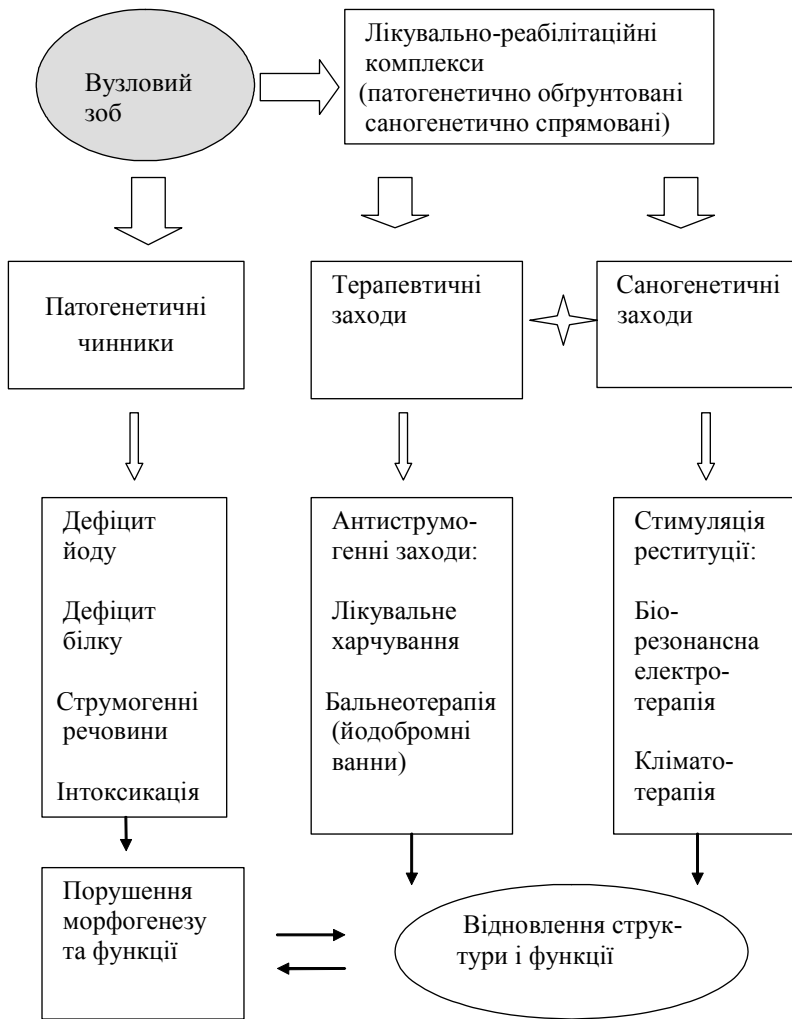 Вузловий
зоб
Лікувально-реабілітаційні
комплекси
(патогенетично обґрунтовані
саногенетично спрямовані)
Патогенетичні
чинники
Терапевтичні
заходи
Саногенетичні
заходи
Дефіцит
йоду
Дефіцит
білку
Струмогенні
речовини
Інтоксикація
Антиструмо-
генні заходи:
Лікувальне
харчування
Бальнеотерапія
(йодобромні
ванни)
Стимуляція
реституції:
Біо-
резонансна
електро-
терапія
Клімато-
терапія
Порушення
морфогенезу
та функції
Відновлення струк-
тури і функції